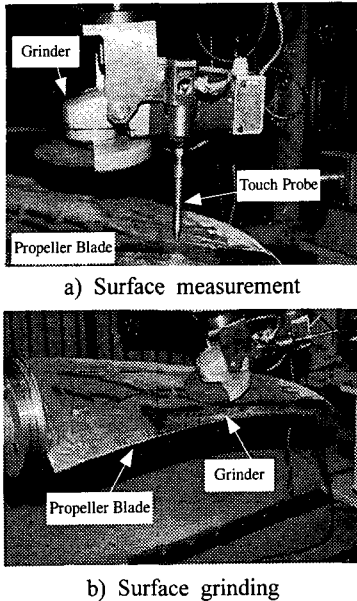 Grinder
Touch Probe
Propeller Blade
a) Surface measurement
Grinder
Propeller Blade
b) Surface grinding